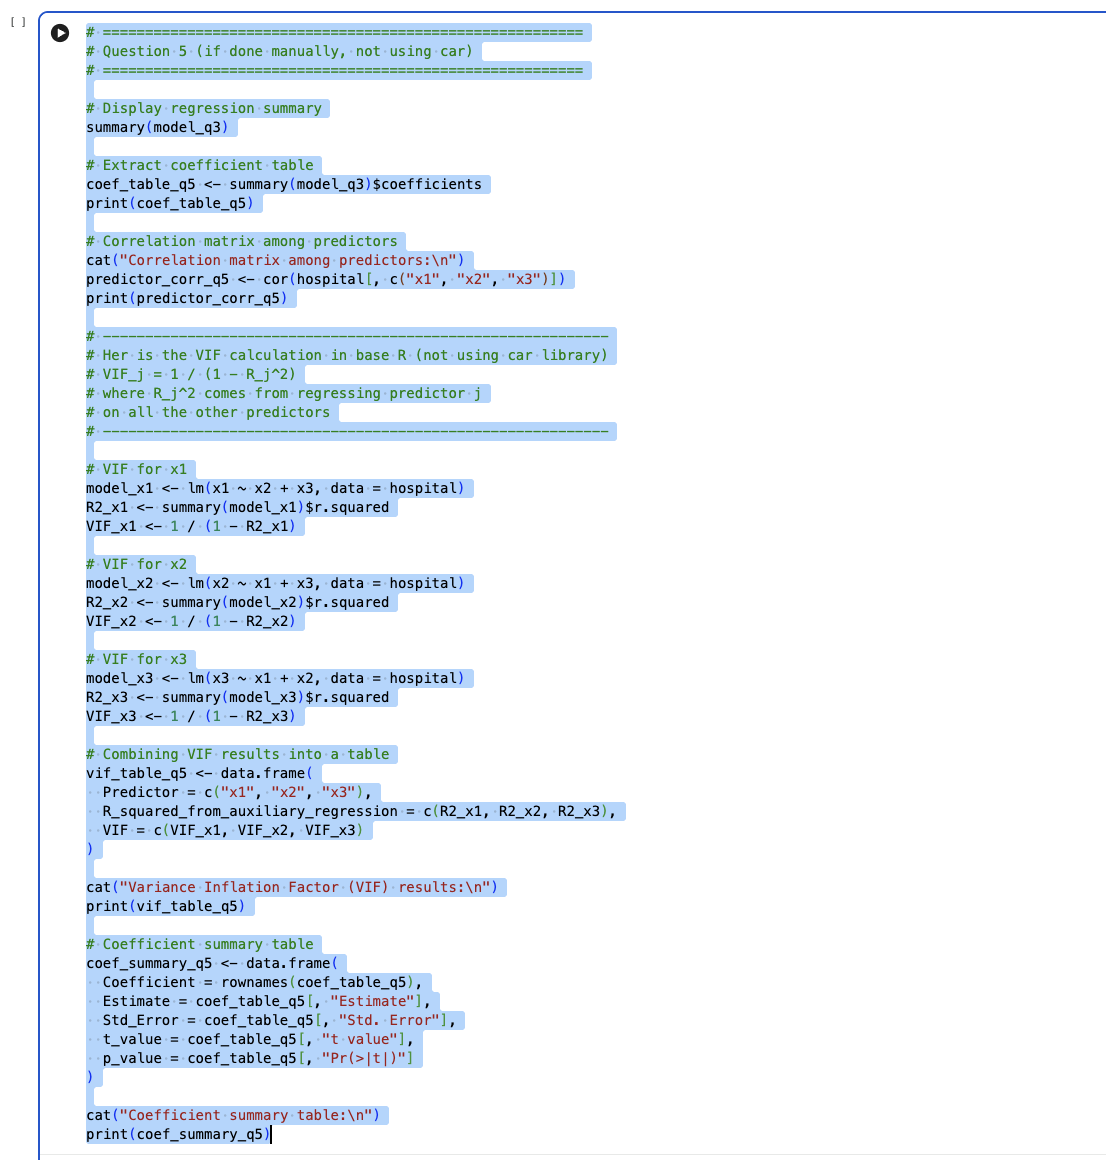 [ ]
# =========================================================
# Question 5 (if done manually, not using car)
# =========================================================
# Display regression summary
summary(model_q3)
# Extract coefficient table
coef_table_q5 <- summary(model_q3)$coefficients
print(coef_table_q5)
# Correlation matrix among predictors
cat("Correlation matrix among predictors:\n")
predictor_corr_q5 <- cor(hospital[, c("x1", "x2", "x3")])
print(predictor_corr_q5)
# ------------------------------------------------------------
# Her is the VIF calculation in base R (not using car library)
# VIF_j = 1 / (1 - R_j^2)
# where R_j^2 comes from regressing predictor j
# on all the other predictors
# ------------------------------------------------------------
# VIF for x1
model_x1 <- lm(x1 ~ x2 + x3, data = hospital)
R2_x1 <- summary(model_x1)$r.squared
VIF_x1 <- 1 / (1 - R2_x1)
# VIF for x2
model_x2 <- lm(x2 ~ x1 + x3, data = hospital)
R2_x2 <- summary(model_x2)$r.squared
VIF_x2 <- 1 / (1 - R2_x2)
# VIF for x3
model_x3 <- lm(x3 ~ x1 + x2, data = hospital)
R2_x3 <- summary(model_x3)$r.squared
VIF_x3 <- 1 / (1 - R2_x3)
# Combining VIF results into a table
vif_table_q5 <- data.frame(
  Predictor = c("x1", "x2", "x3"),
  R_squared_from_auxiliary_regression = c(R2_x1, R2_x2, R2_x3),
  VIF = c(VIF_x1, VIF_x2, VIF_x3)
)
cat("Variance Inflation Factor (VIF) results:\n")
print(vif_table_q5)
# Coefficient summary table
coef_summary_q5 <- data.frame(
  Coefficient = rownames(coef_table_q5),
  Estimate = coef_table_q5[, "Estimate"],
  Std_Error = coef_table_q5[, "Std. Error"],
  t_value = coef_table_q5[, "t value"],
  p_value = coef_table_q5[, "Pr(>|t|)"]
)
cat("Coefficient summary table:\n")
print(coef_summary_q5)